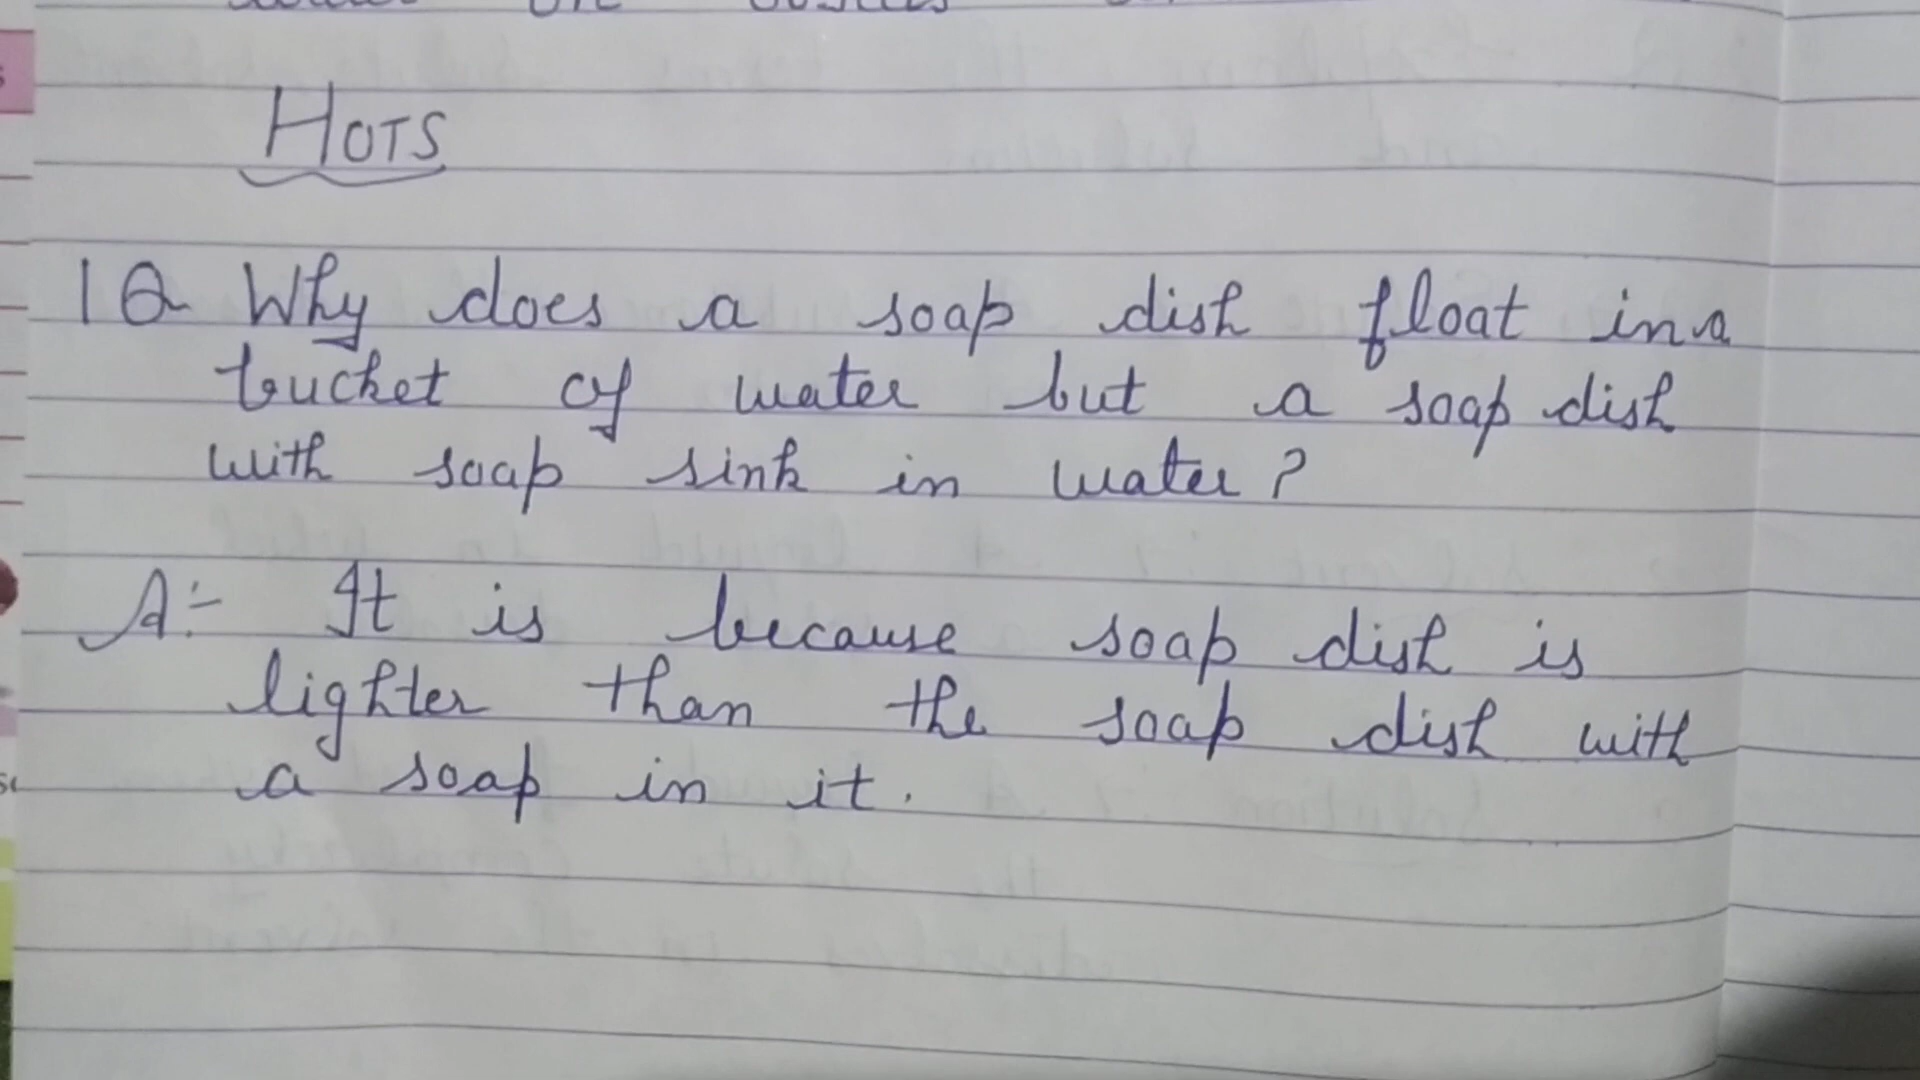 HOTS
1Q Why does a soap dish float in a
bucket of water but a soap dish
with soap sink in water?
A:- It is because soap dish is
lighter than the soap dish with
a soap in it.